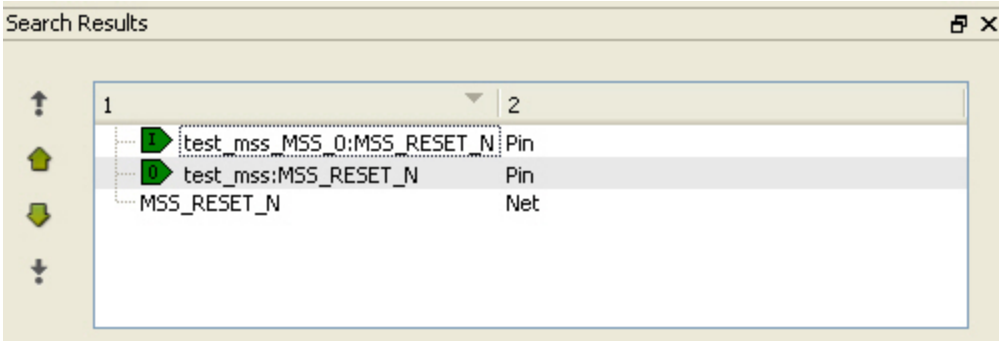 Search Results
1 2
I test_mss_MSS_0:MSS_RESET_N Pin
O test_mss:MSS_RESET_N Pin
MSS_RESET_N Net